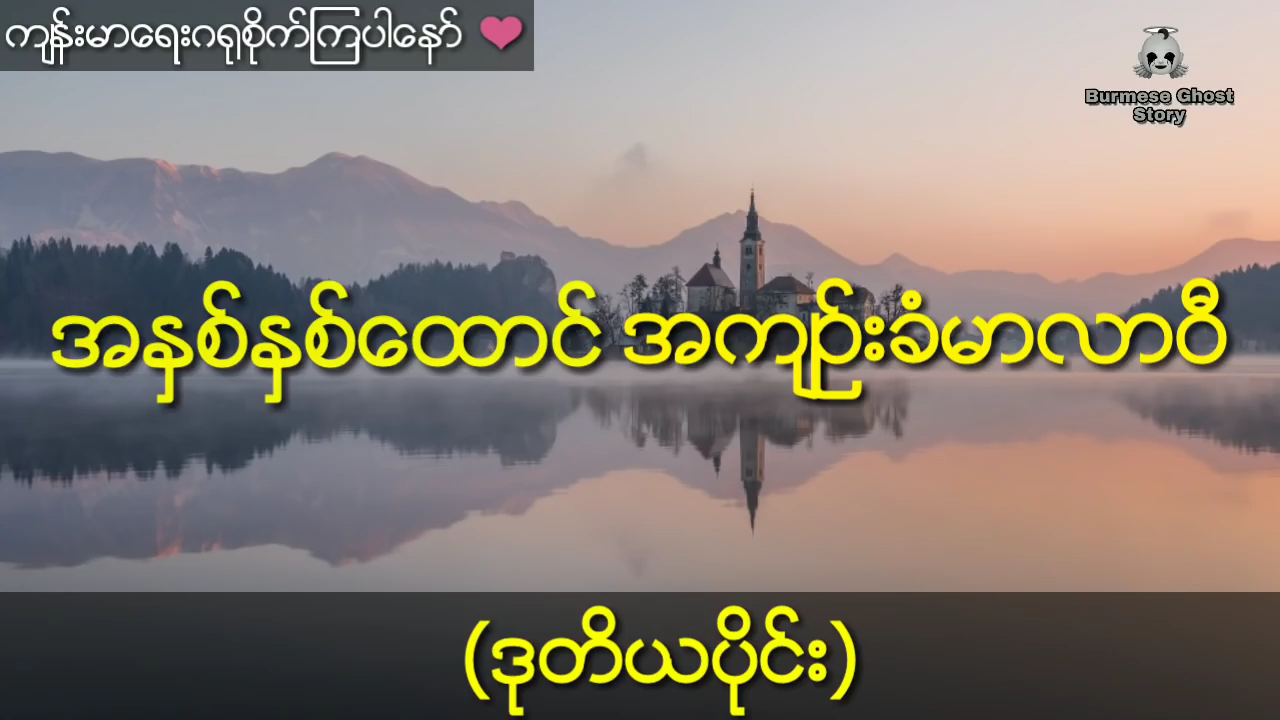 ကျန်းမာရေးဂရုစိုက်ကြပါနော် ❤
Burmese Ghost
Story
အနှစ်နှစ်ထောင် အကျဉ်းခံမာလာဝီ
(ဒုတိယပိုင်း)